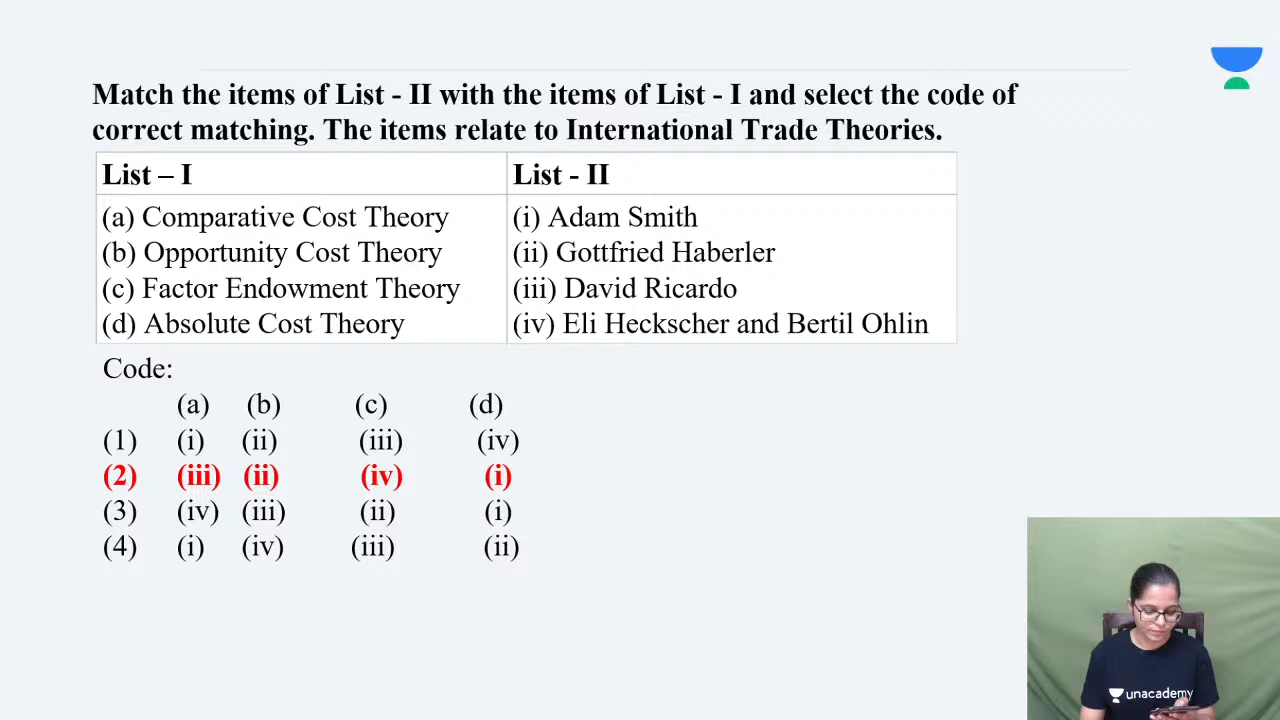 Match the items of List - II with the items of List - I and select the code of
correct matching. The items relate to International Trade Theories.
List – I List - II
(a) Comparative Cost Theory (i) Adam Smith
(b) Opportunity Cost Theory (ii) Gottfried Haberler
(c) Factor Endowment Theory (iii) David Ricardo
(d) Absolute Cost Theory (iv) Eli Heckscher and Bertil Ohlin
Code:
(a) (b) (c) (d)
(1) (i) (ii) (iii) (iv)
(2) (iii) (ii) (iv) (i)
(3) (iv) (iii) (ii) (i)
(4) (i) (iv) (iii) (ii)
unacademy